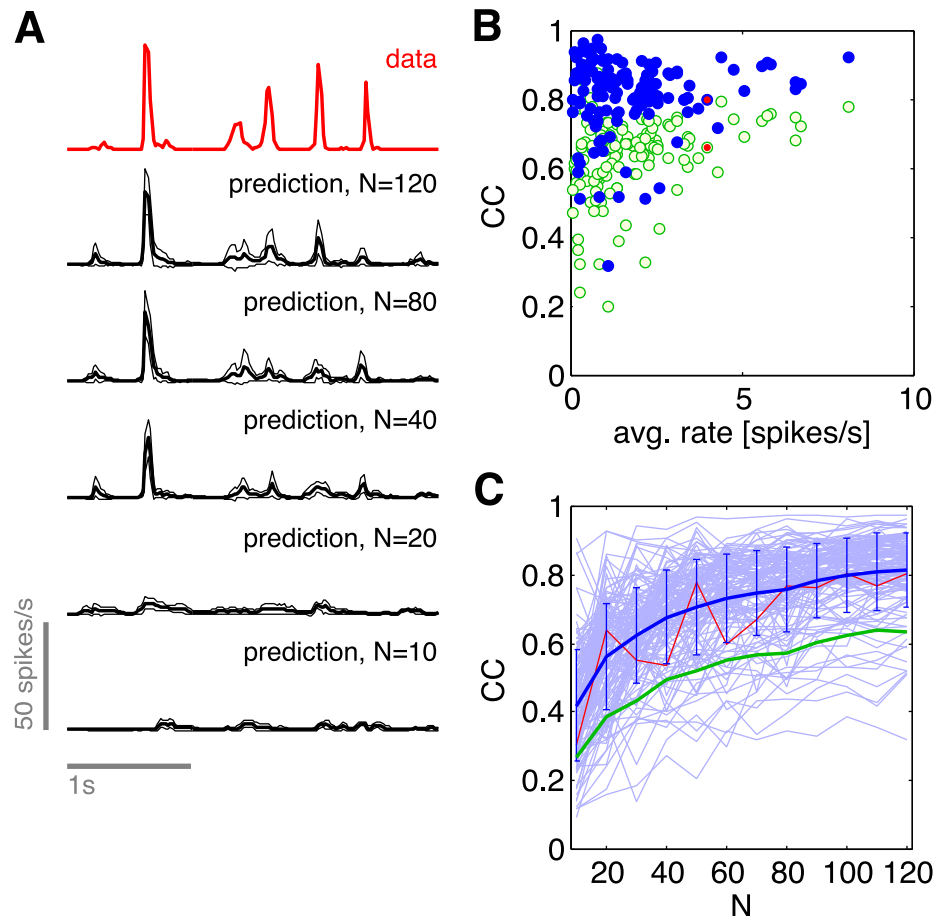 A
data
prediction, N=120
prediction, N=80
prediction, N=40
prediction, N=20
prediction, N=10
50 spikes/s
1s
B
1
0.8
0.6
0.4
0.2
0
CC
0
5
10
avg. rate [spikes/s]
C
1
0.8
0.6
0.4
0.2
0
CC
20
40
60
80
100
120
N